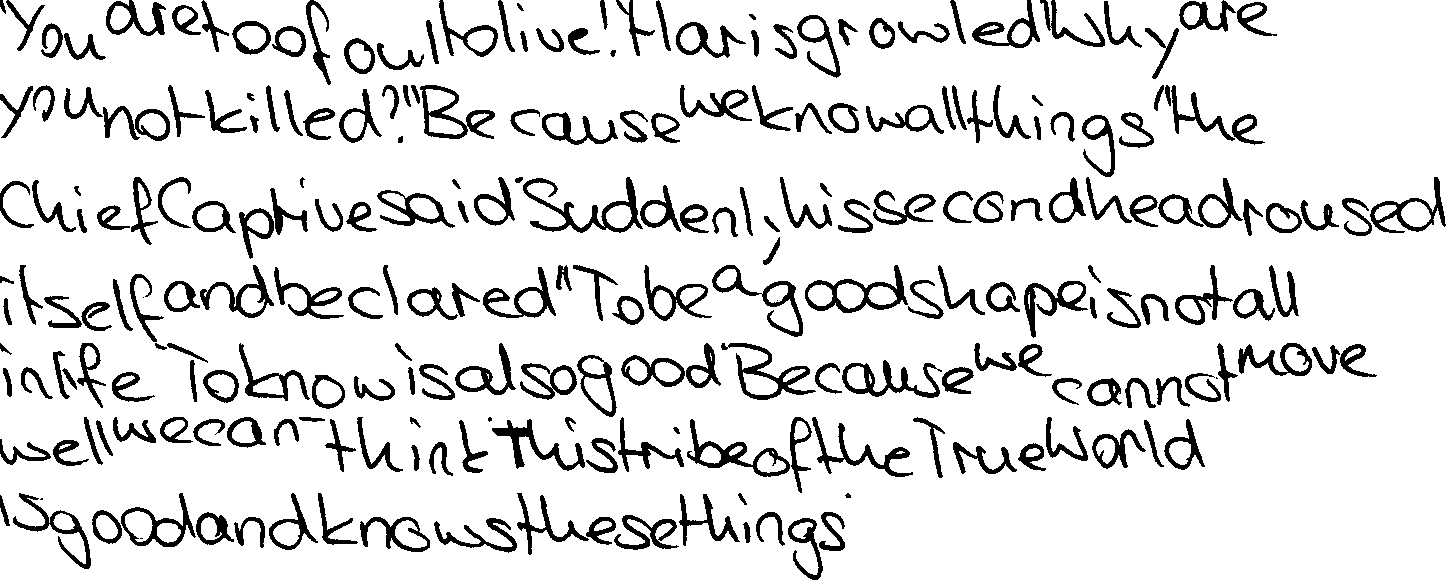 "You are too foul to live!" Haris growled "Why are
you not killed?" "Because we know all things" the
Chief Captive said Suddenly, his second head roused
itself and declared "To be a good shape is not all
in life To know is also good Because we cannot move
well we can think This tribe of the True World
is good and knows these things